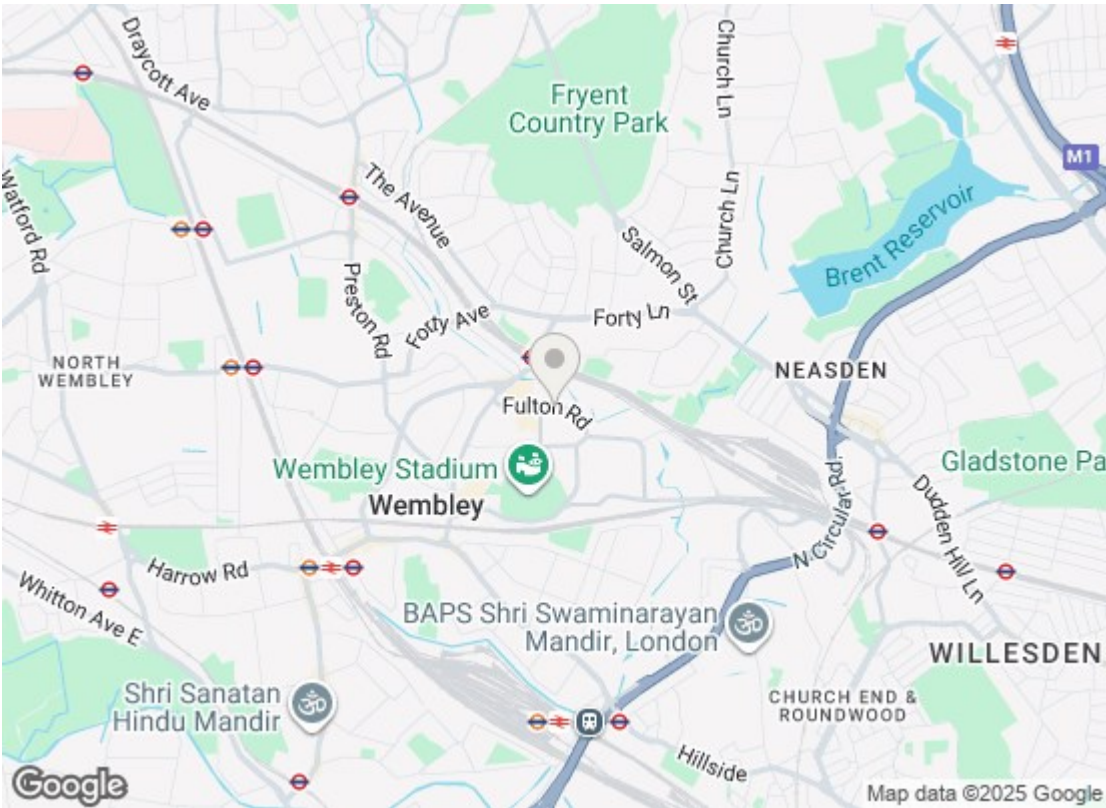 Draycott Ave
Church Ln
Fryent
Country Park
M1
Watford Rd
The Avenue
Church Ln
Brent Reservoir
Salmon St
Preston Rd
Forty Ave
Forty Ln
NORTH
WEMBLEY
NEASDEN
Fulton Rd
Wembley Stadium
Wembley
Gladstone Pa
Dudden Hill Ln
N Circular Rd.
Harrow Rd
Whitton Ave E
BAPS Shri Swaminarayan
Mandir, London
WILLESDEN
Shri Sanatan
Hindu Mandir
CHURCH END &
ROUNDWOOD
Hillside
Google
Map data ©2025 Google